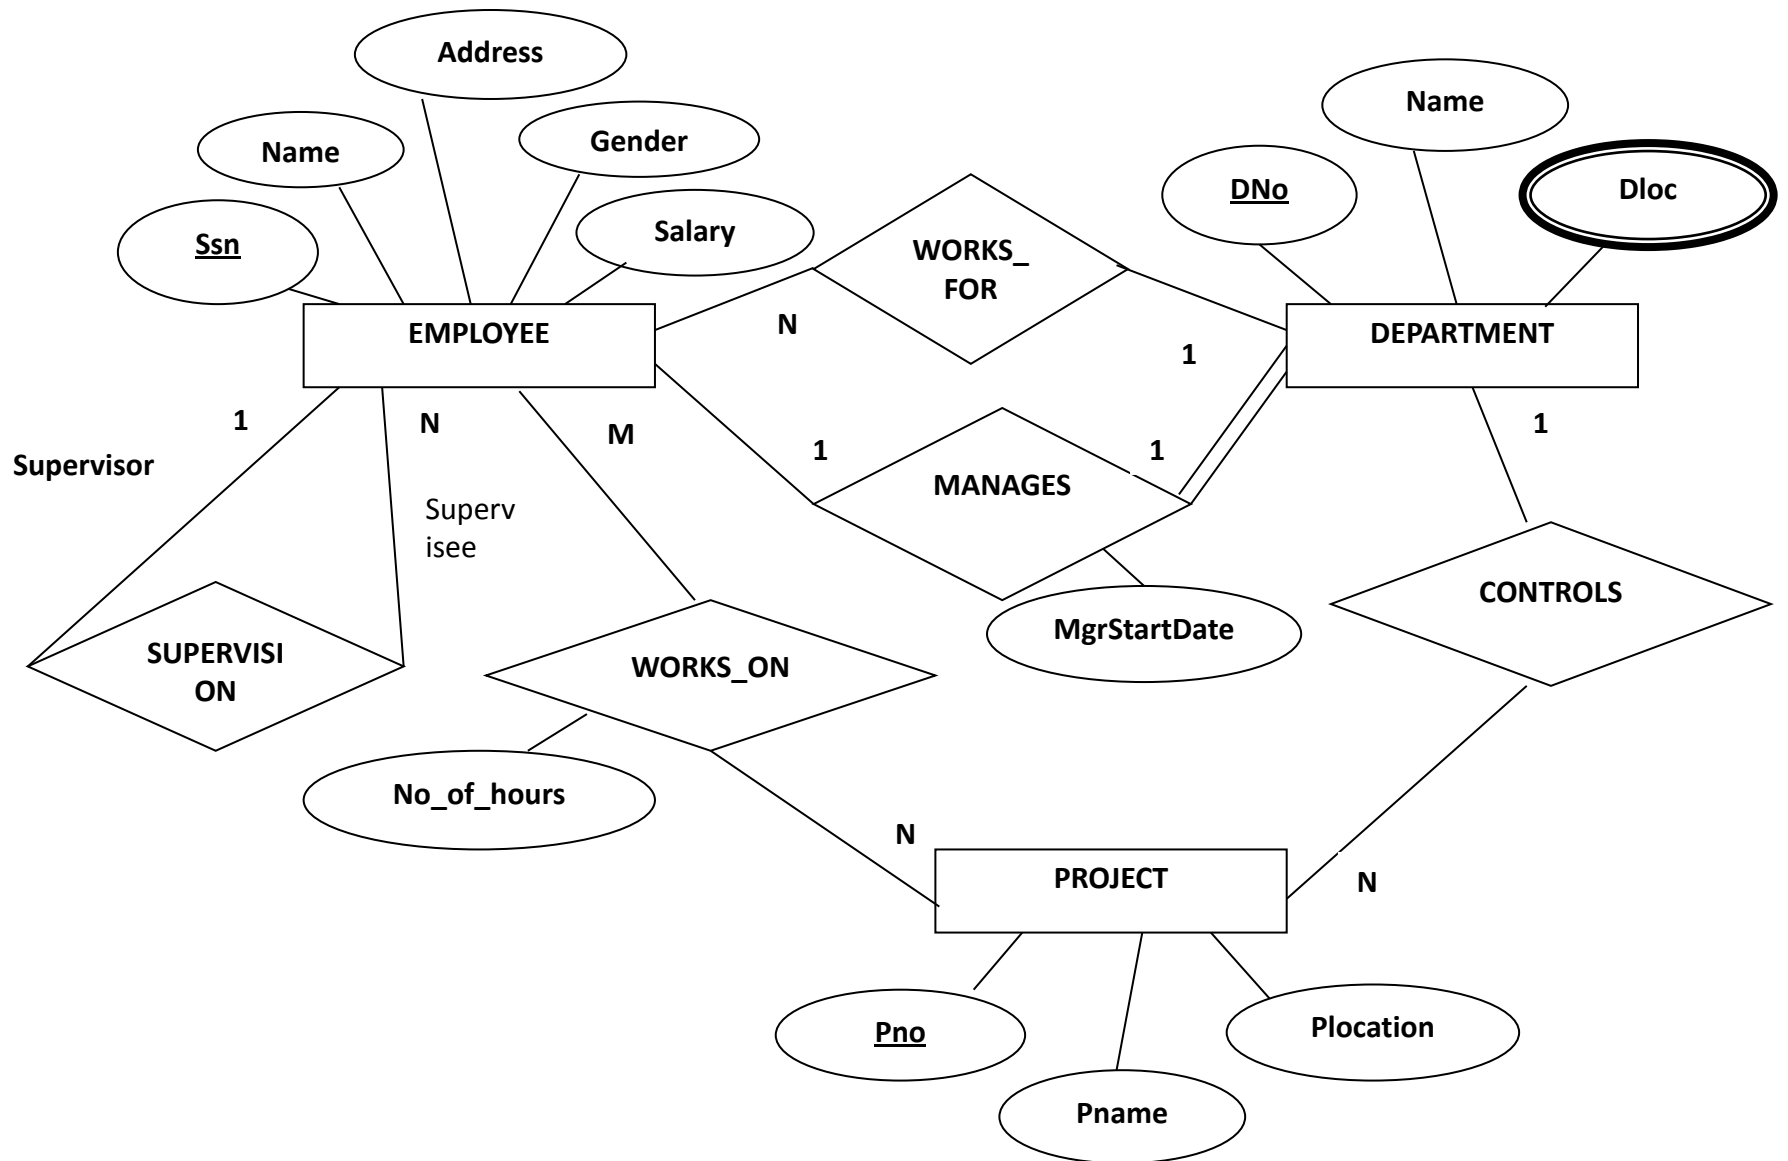 Address
Name
Gender
Name
DNo
Dloc
Ssn
Salary
WORKS_
FOR
EMPLOYEE
N
DEPARTMENT
1
1
N
M
1
1
1
Supervisor
MANAGES
Superv
isee
CONTROLS
MgrStartDate
SUPERVISI
ON
WORKS_ON
No_of_hours
N
PROJECT
N
Pno
Plocation
Pname